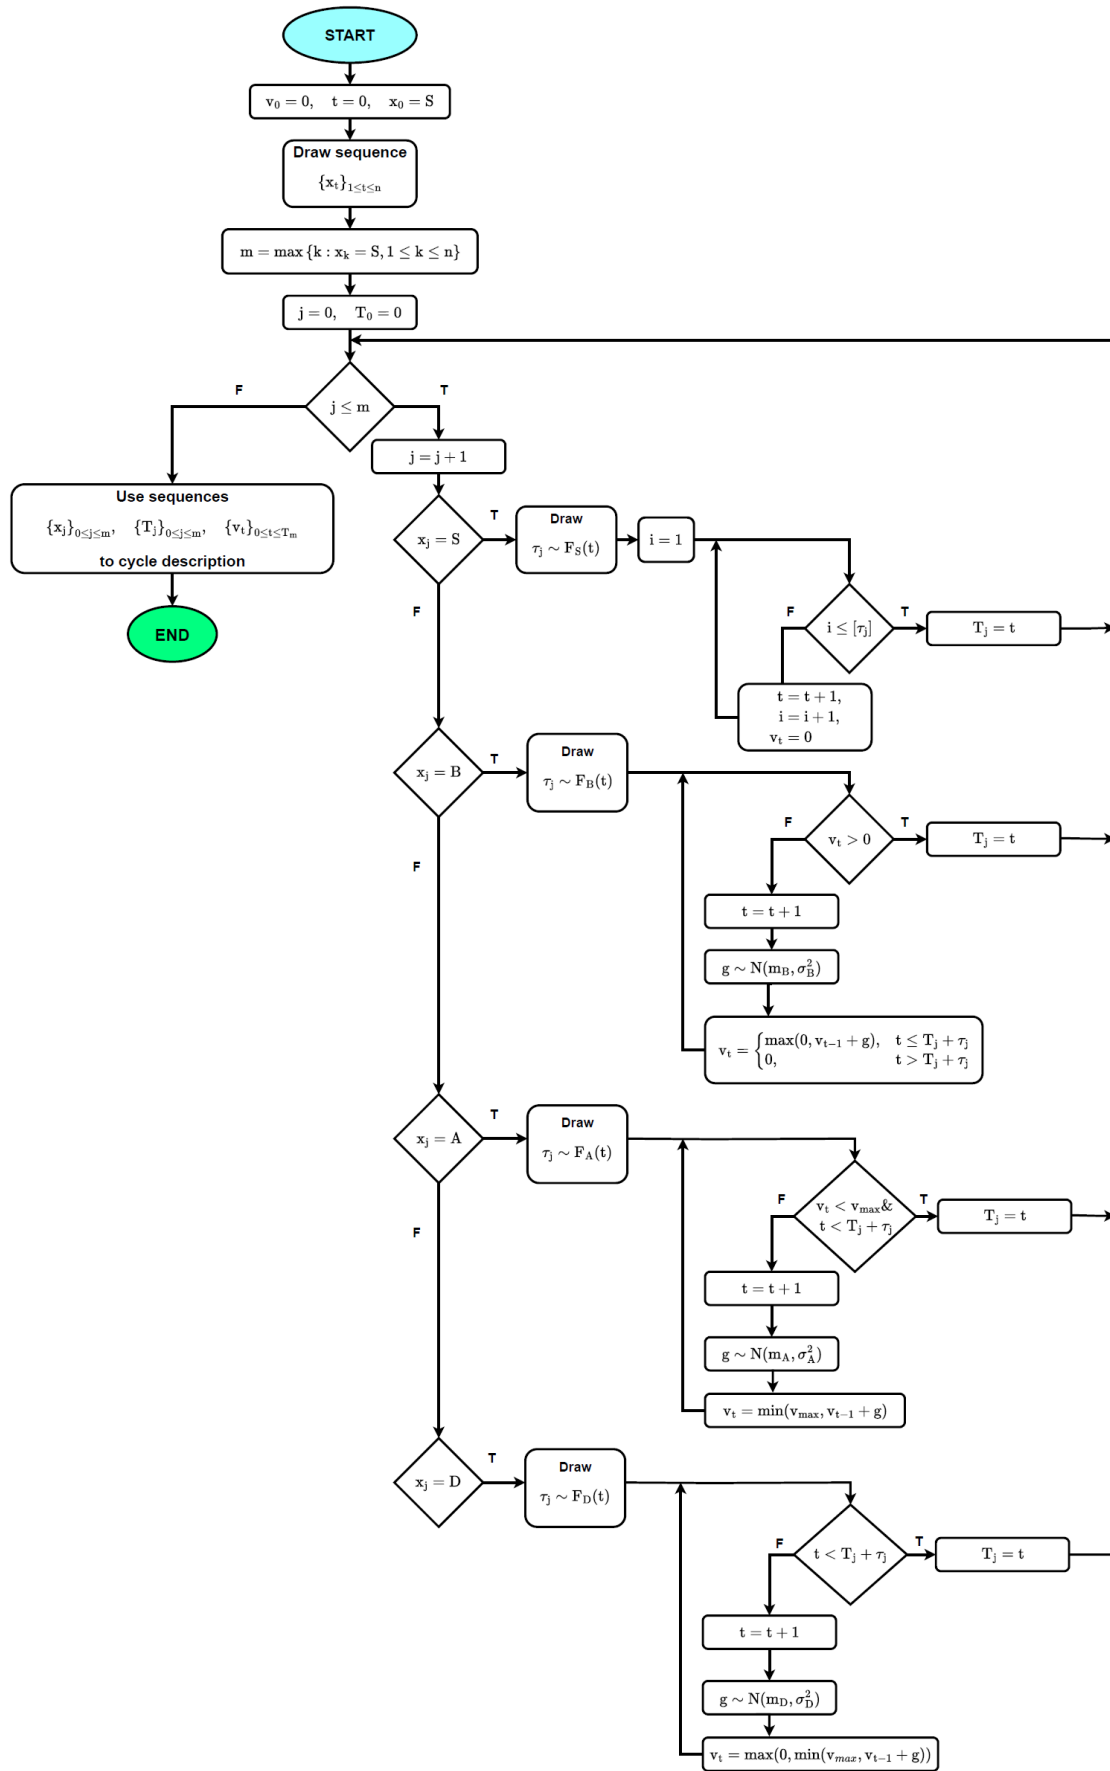 START
v₀ = 0, t = 0, x₀ = S
Draw sequence
{xₜ}₁≤t≤n
m = max {k : xₖ = S, 1 ≤ k ≤ n}
j = 0, T₀ = 0
F
T
j ≤ m
j = j + 1
Use sequences
{xⱼ}₀≤j≤m, {Tⱼ}₀≤j≤m, {vₜ}₀≤t≤Tₘ
to cycle description
END
xⱼ = S
T
Draw
τⱼ ∼ F_S(t)
i = 1
F
T
i ≤ [τⱼ]
Tⱼ = t
t = t + 1,
i = i + 1,
vₜ = 0
F
xⱼ = B
T
Draw
τⱼ ∼ F_B(t)
F
T
vₜ > 0
Tⱼ = t
t = t + 1
g ∼ N(m_B, σ_B²)
vₜ = { max(0, vₜ₋₁ + g), t ≤ Tⱼ + τⱼ
0, t > Tⱼ + τⱼ
F
xⱼ = A
T
Draw
τⱼ ∼ F_A(t)
F
T
vₜ < v_max &
t < Tⱼ + τⱼ
Tⱼ = t
t = t + 1
g ∼ N(m_A, σ_A²)
vₜ = min(v_max, vₜ₋₁ + g)
F
xⱼ = D
T
Draw
τⱼ ∼ F_D(t)
F
T
t < Tⱼ + τⱼ
Tⱼ = t
t = t + 1
g ∼ N(m_D, σ_D²)
vₜ = max(0, min(v_max, vₜ₋₁ + g))